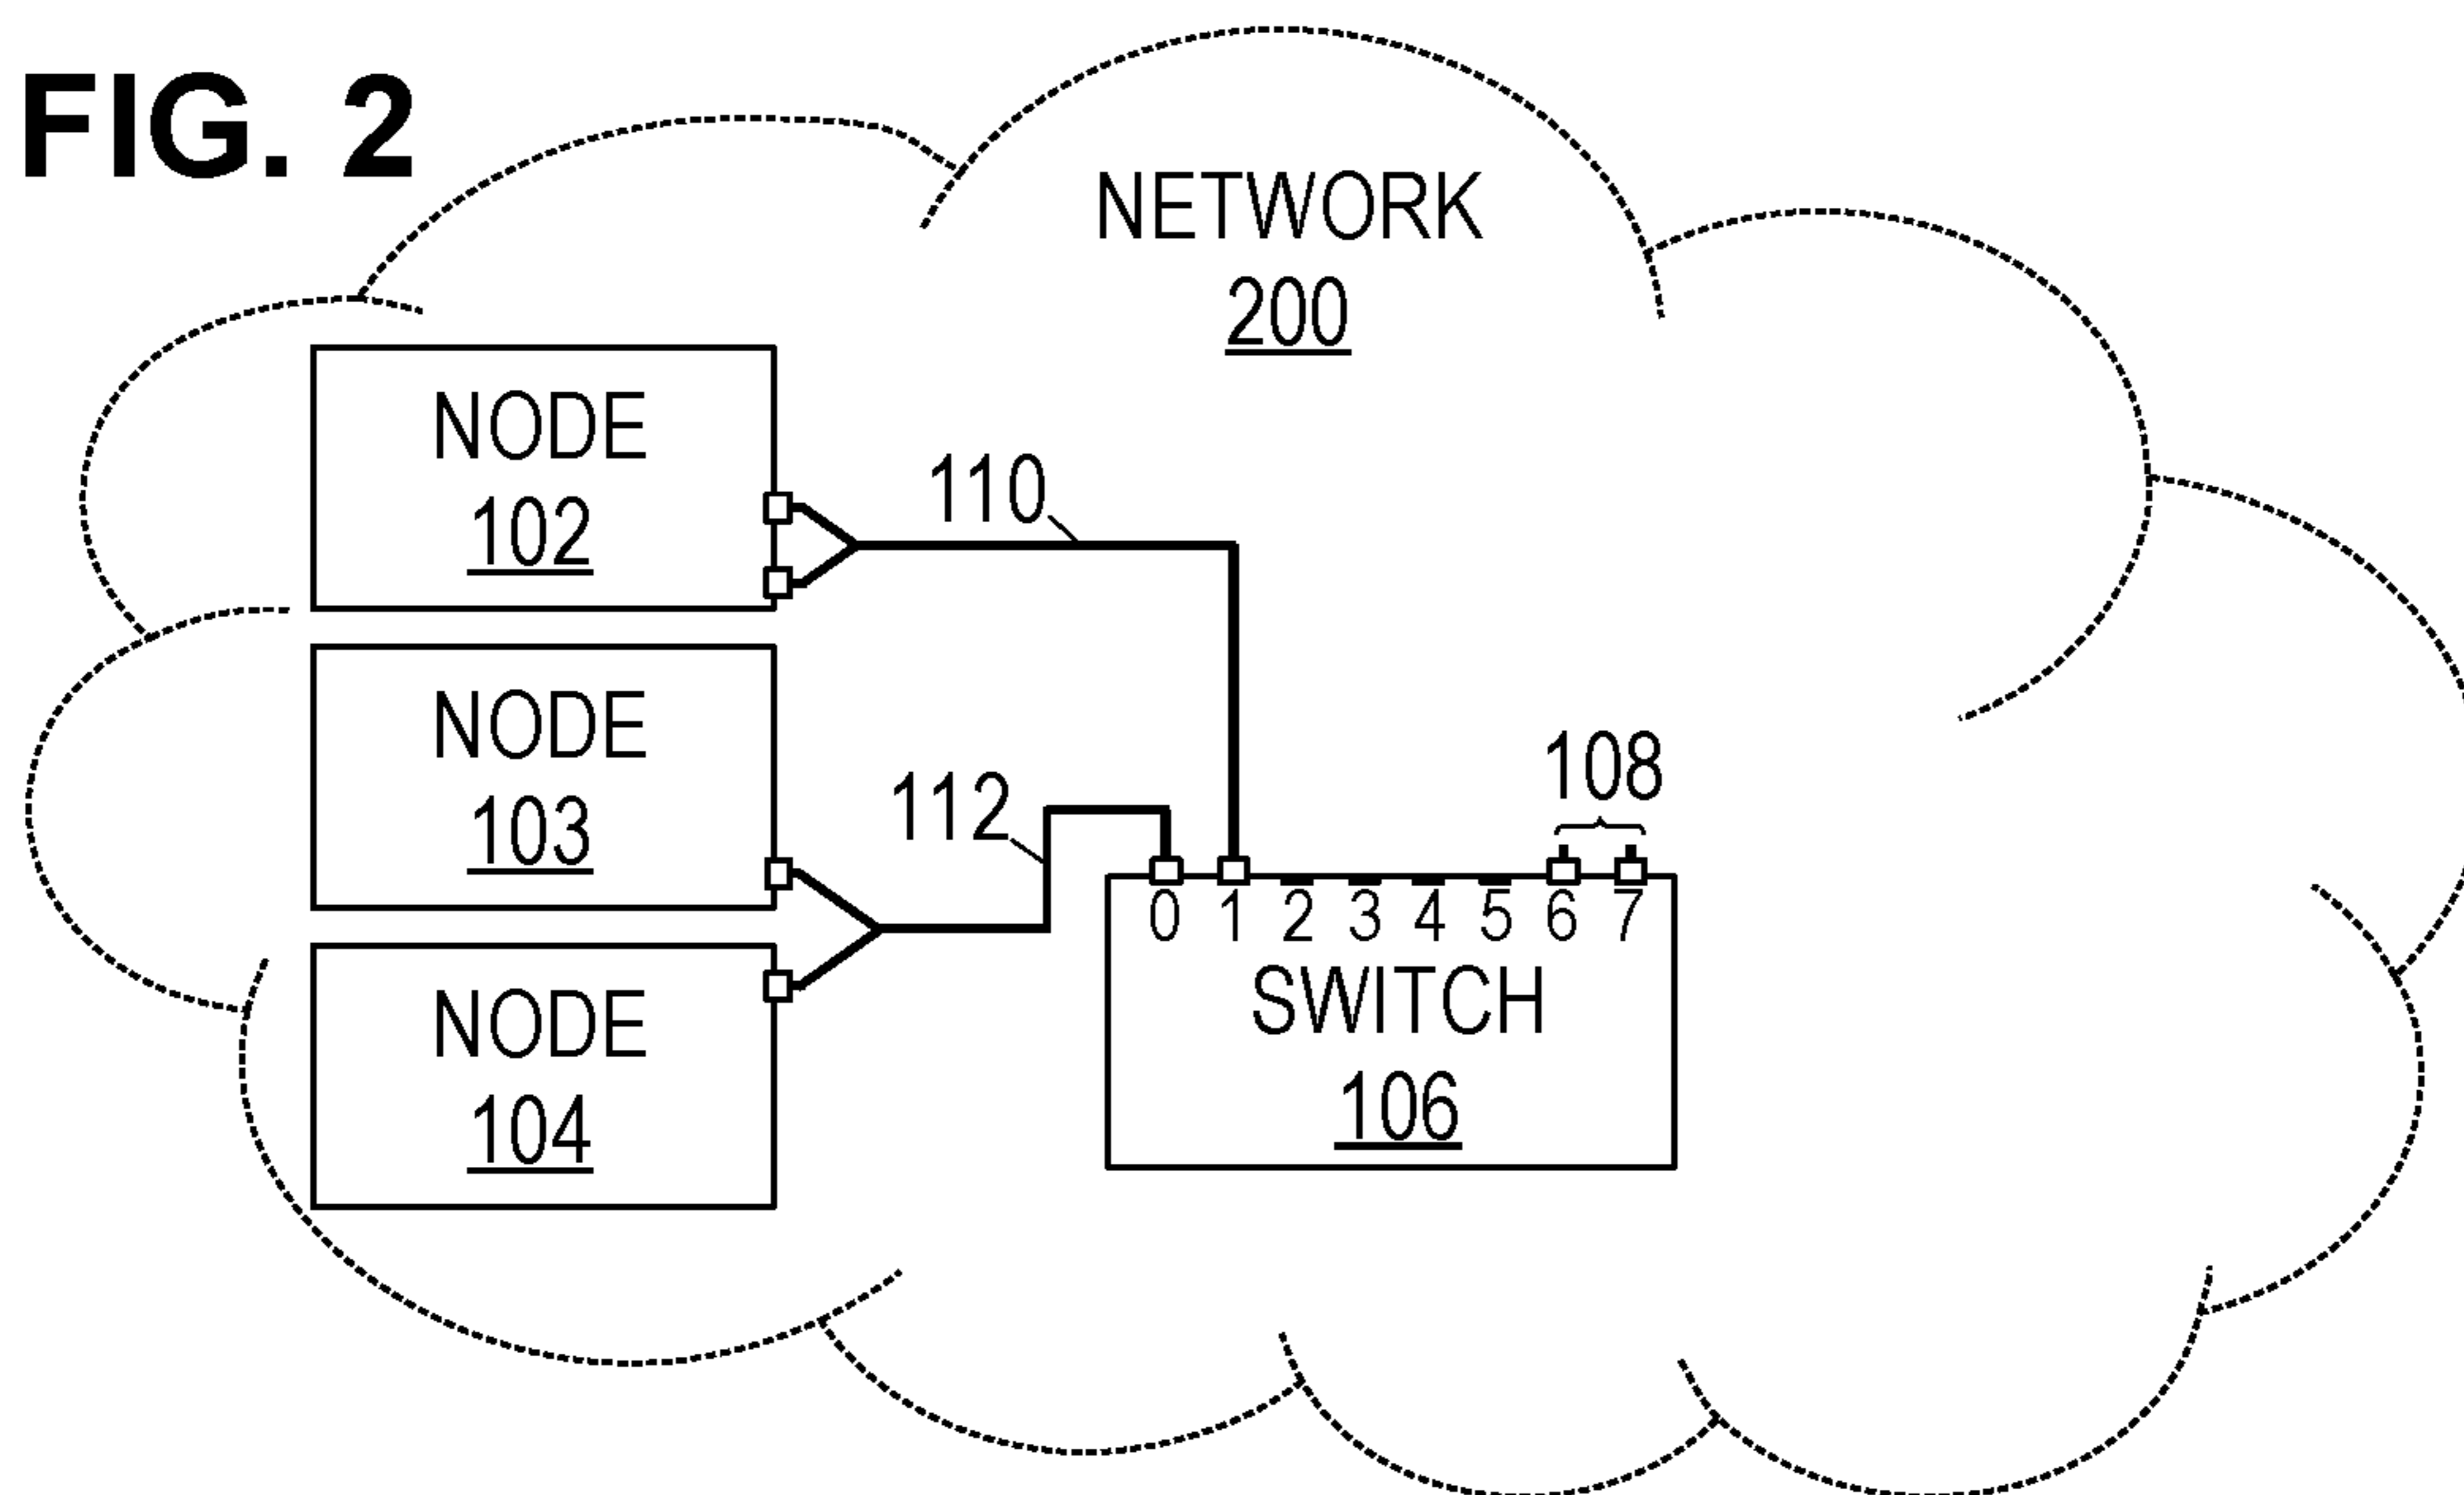 FIG. 2
NETWORK
200
NODE
102
110
NODE
103
112
108
NODE
104
0 1 2 3 4 5 6 7
SWITCH
106